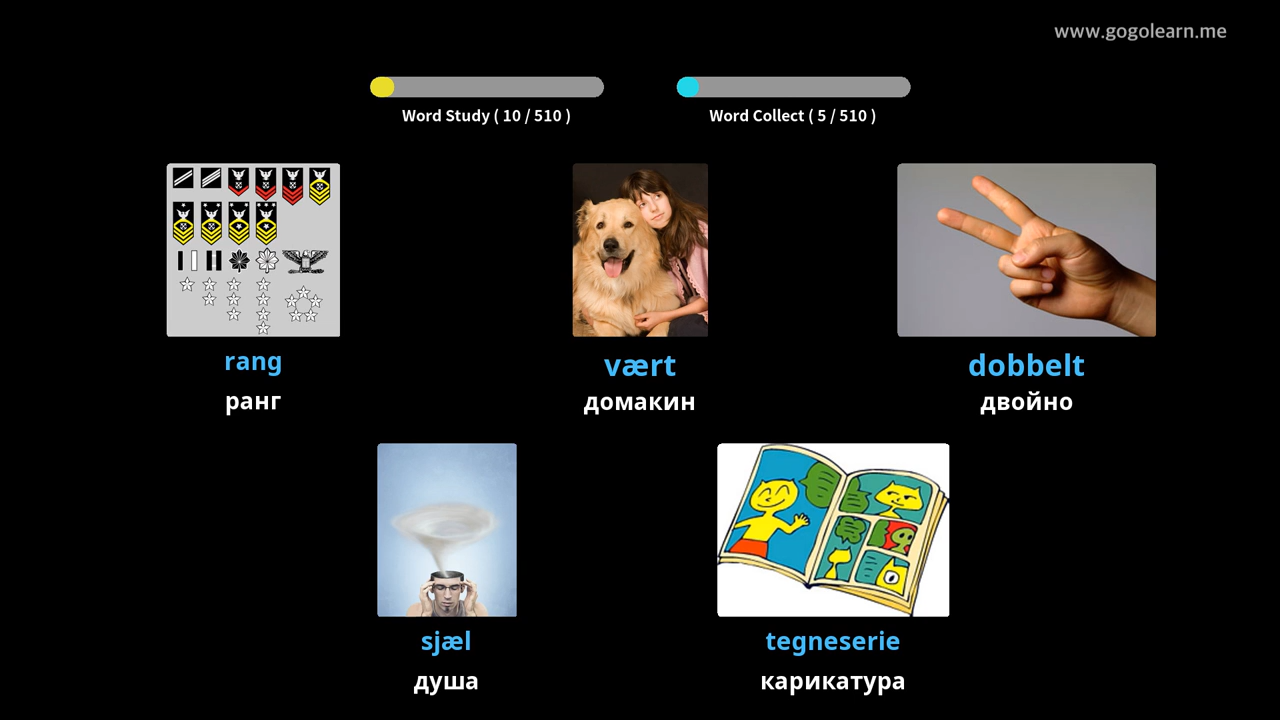 www.gogolearn.me
Word Study ( 10 / 510 )
Word Collect ( 5 / 510 )
rang
ранг
vært
домакин
dobbelt
двойно
sjæl
душа
tegneserie
карикатура